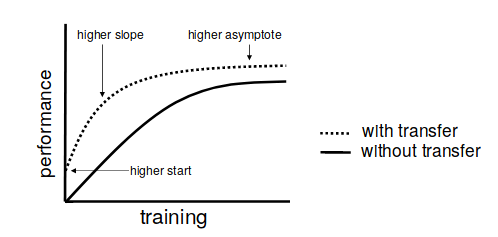 higher slope
higher asymptote
performance
higher start
training
with transfer
without transfer